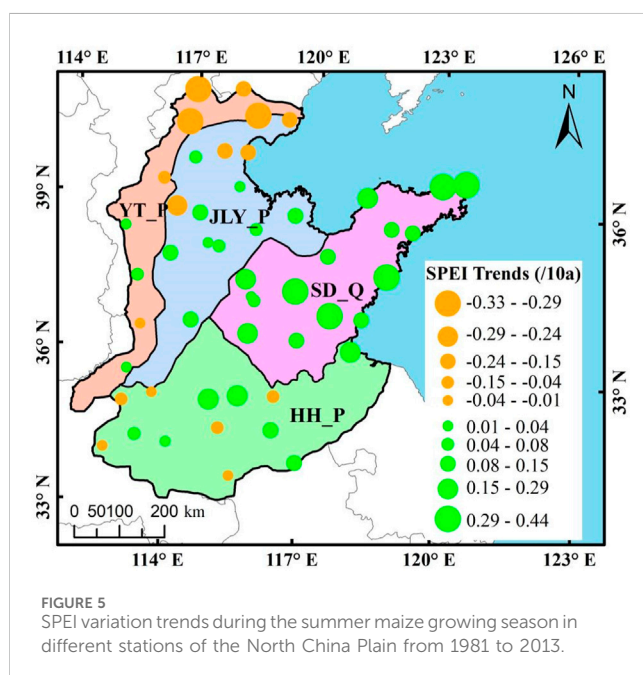 114° E 117° E 120° E 123° E 126° E
N
39° N
36° N
33° N
36° N
33° N
YT_P
JLY_P
SD_Q
HH_P
SPEI Trends (/10a)
-0.33 - -0.29
-0.29 - -0.24
-0.24 - -0.15
-0.15 - -0.04
-0.04 - -0.01
0.01 - 0.04
0.04 - 0.08
0.08 - 0.15
0.15 - 0.29
0.29 - 0.44
0 50 100 200 km
114° E 117° E 120° E 123° E
FIGURE 5
SPEI variation trends during the summer maize growing season in
different stations of the North China Plain from 1981 to 2013.